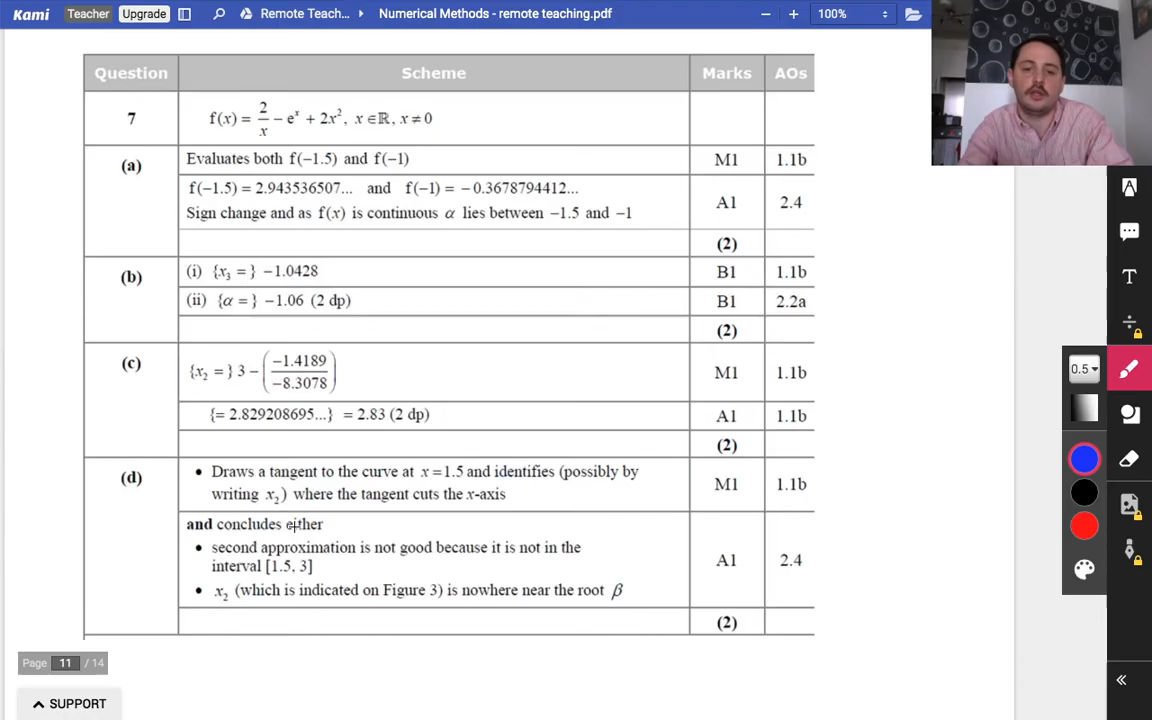 Kami Teacher Upgrade Remote Teach... Numerical Methods - remote teaching.pdf 100%
Question Scheme Marks AOs
7 f(x) = 2/x − eˣ + 2x², x ∈ ℝ, x ≠ 0
(a) Evaluates both f(−1.5) and f(−1) M1 1.1b
f(−1.5) = 2.943536507... and f(−1) = −0.3678794412...
Sign change and as f(x) is continuous α lies between −1.5 and −1 A1 2.4
(2)
(b) (i) {x₃ =} −1.0428 B1 1.1b
(ii) {α =} −1.06 (2 dp) B1 2.2a
(2)
(c) {x₂ =} 3 − (−1.4189/−8.3078) M1 1.1b
{= 2.829208695...} = 2.83 (2 dp) A1 1.1b
(2)
(d) • Draws a tangent to the curve at x = 1.5 and identifies (possibly by
writing x₂) where the tangent cuts the x-axis M1 1.1b
and concludes either
• second approximation is not good because it is not in the
interval [1.5, 3] A1 2.4
• x₂ (which is indicated on Figure 3) is nowhere near the root β
(2)
Page 11 / 14
SUPPORT
T
0.5